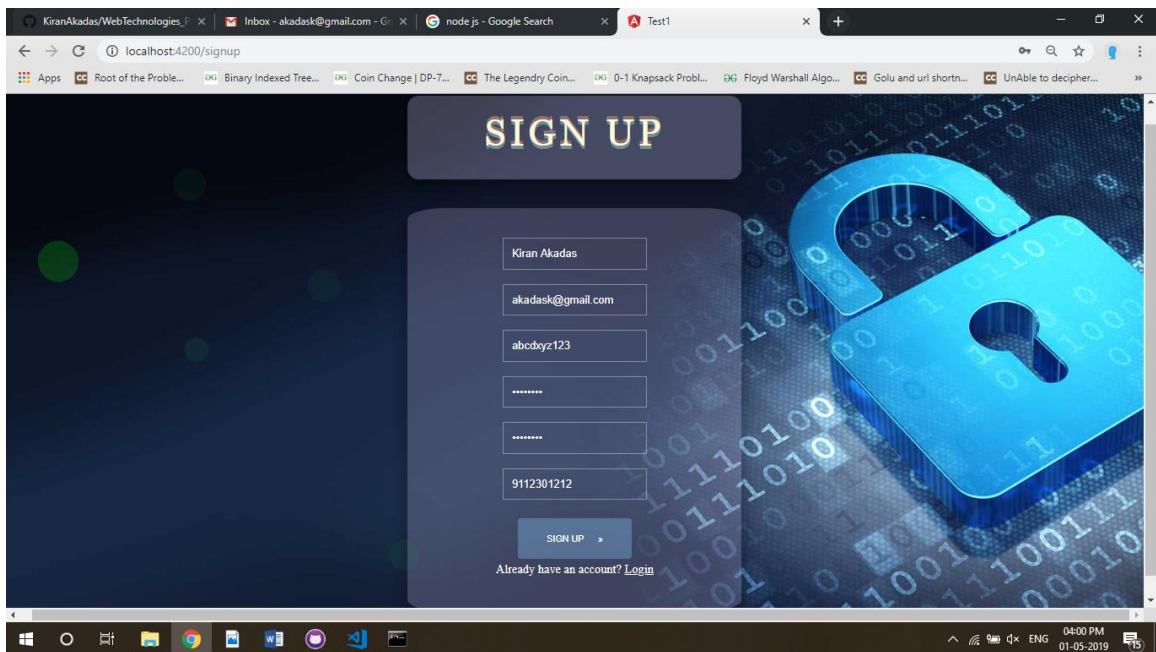 KiranAkadas/WebTechnologies_P
Inbox - akadask@gmail.com - Gm
node js - Google Search
Test1
localhost:4200/signup
Apps
Root of the Proble...
Binary Indexed Tree...
Coin Change | DP-7...
The Legendry Coin...
0-1 Knapsack Probl...
Floyd Warshall Algo...
Golu and url shortn...
UnAble to decipher...
»
SIGN UP
Kiran Akadas
akadask@gmail.com
abcdxyz123
••••••••
••••••••
9112301212
SIGN UP »
Already have an account? Login
ENG
04:00 PM
01-05-2019
15